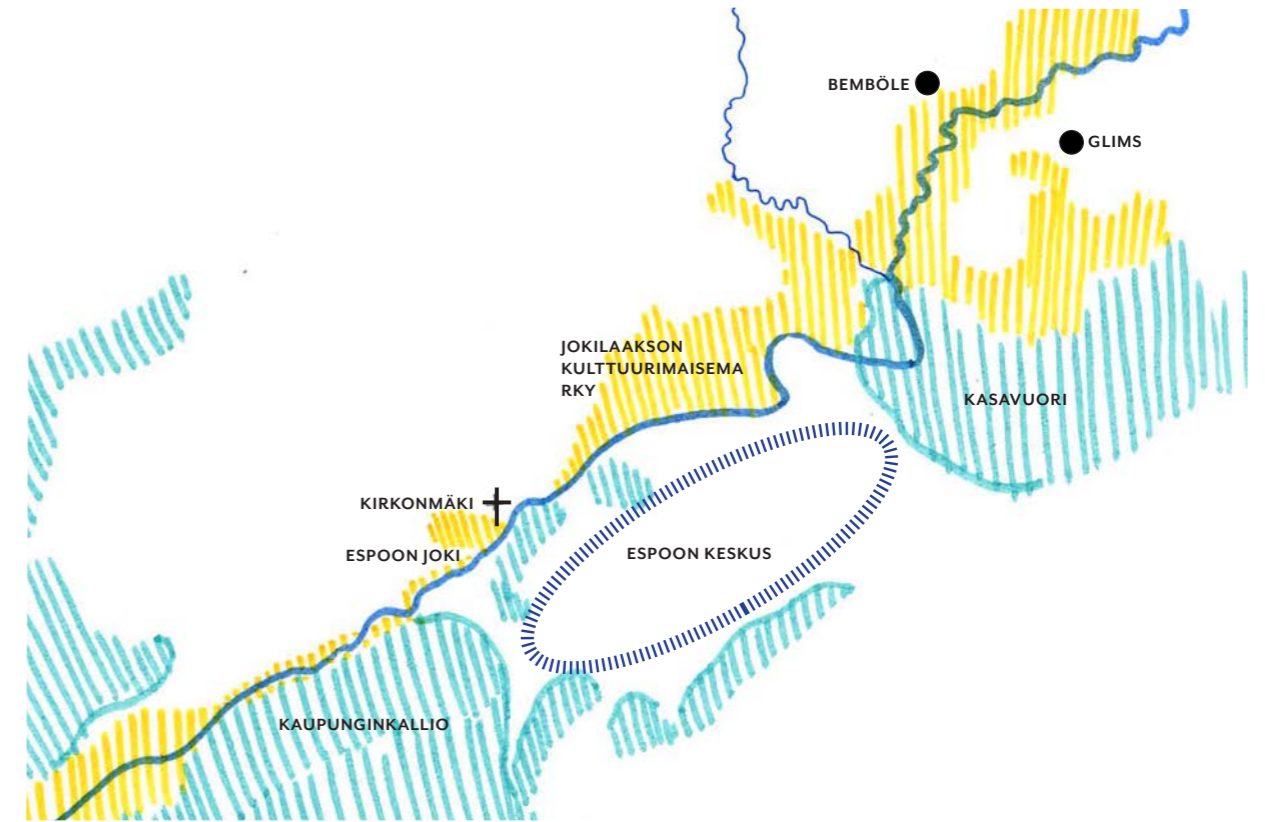 BEMBÖLE
GLIMS
JOKILAAKSON
KULTTUURIMAISEMA
RKY
KASAVUORI
KIRKONMÄKI
ESPOON JOKI
ESPOON KESKUS
KAUPUNGINKALLIO